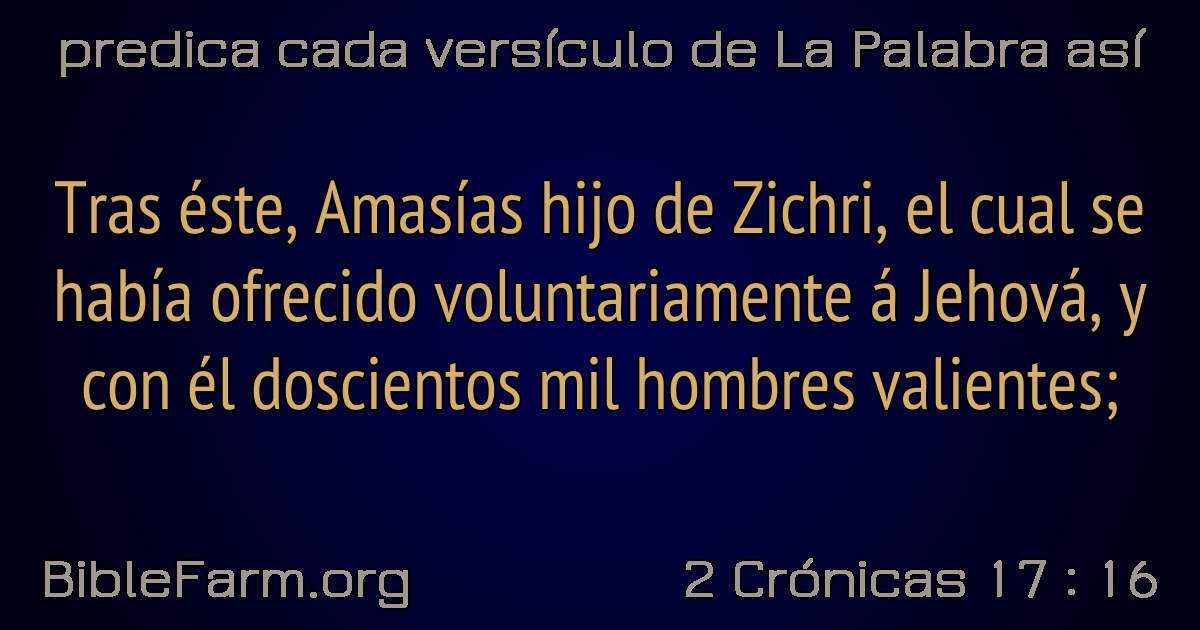 predica cada versículo de La Palabra así
Tras éste, Amasías hijo de Zichri, el cual se
había ofrecido voluntariamente á Jehová, y
con él doscientos mil hombres valientes;
BibleFarm.org
2 Crónicas 17 : 16